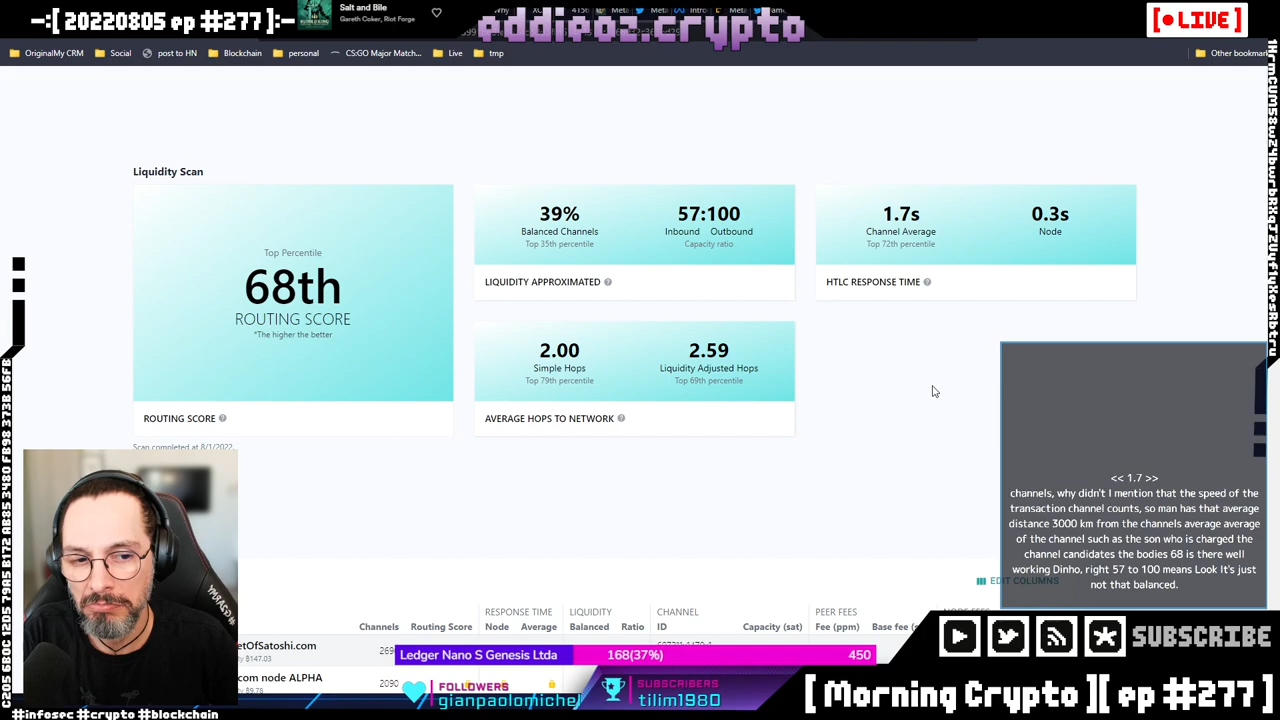 —:[ 20220805 ep #277 ]:—
Salt and Bile
Gareth Coker, Riot Forge
eddieoz.crypto
[ • LIVE ]
OriginalMy CRM
Social
post to HN
Blockchain
personal
CS:GO Major Match...
Live
tmp
Other bookmar
Liquidity Scan
Top Percentile
68th
ROUTING SCORE
*The higher the better
ROUTING SCORE
Scan completed at 8/1/2022
39%
Balanced Channels
Top 35th percentile
57:100
Inbound Outbound
Capacity ratio
LIQUIDITY APPROXIMATED
1.7s
Channel Average
Top 72th percentile
0.3s
Node
HTLC RESPONSE TIME
2.00
Simple Hops
Top 79th percentile
2.59
Liquidity Adjusted Hops
Top 69th percentile
AVERAGE HOPS TO NETWORK
<< 1.7 >>
channels, why didn't I mention that the speed of the
transaction channel counts, so man has that average
distance 3000 km from the channels average average
of the channel such as the son who is charged the
channel candidates the bodies 68 is there well
working Dinho, right 57 to 100 means Look It's just
not that balanced.
EDIT COLUMNS
RESPONSE TIME
LIQUIDITY
CHANNEL
PEER FEES
Channels
Routing Score
Node
Average
Balanced
Ratio
ID
Capacity (sat)
Fee (ppm)
Base fee (s
etOfSatoshi.com
₿147.03
com node ALPHA
₿9.78
2090
Ledger Nano S Genesis Ltda
168(37%)
450
FOLLOWERS
gianpaolomichel
SUBSCRIBERS
tilim1980
SUBSCRIBE
[ Morning Crypto ][ ep #277 ]
#infosec #crypto #blockchain